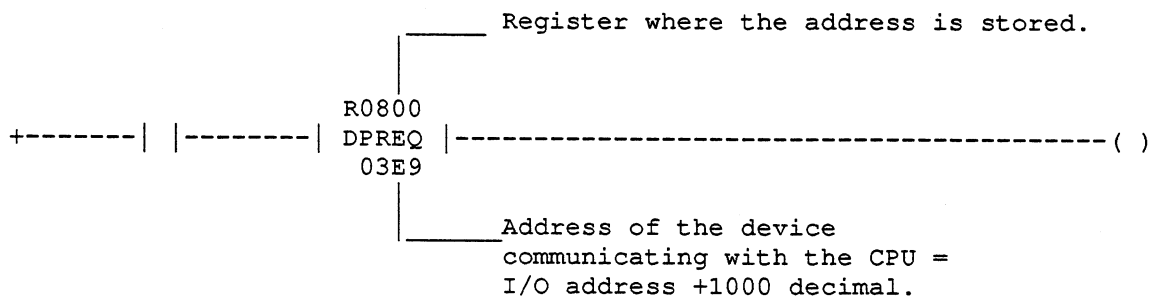 Register where the address is stored.
R0800
+-------| |--------| DPREQ |----------------------------------------( )
03E9
Address of the device
communicating with the CPU =
I/O address +1000 decimal.